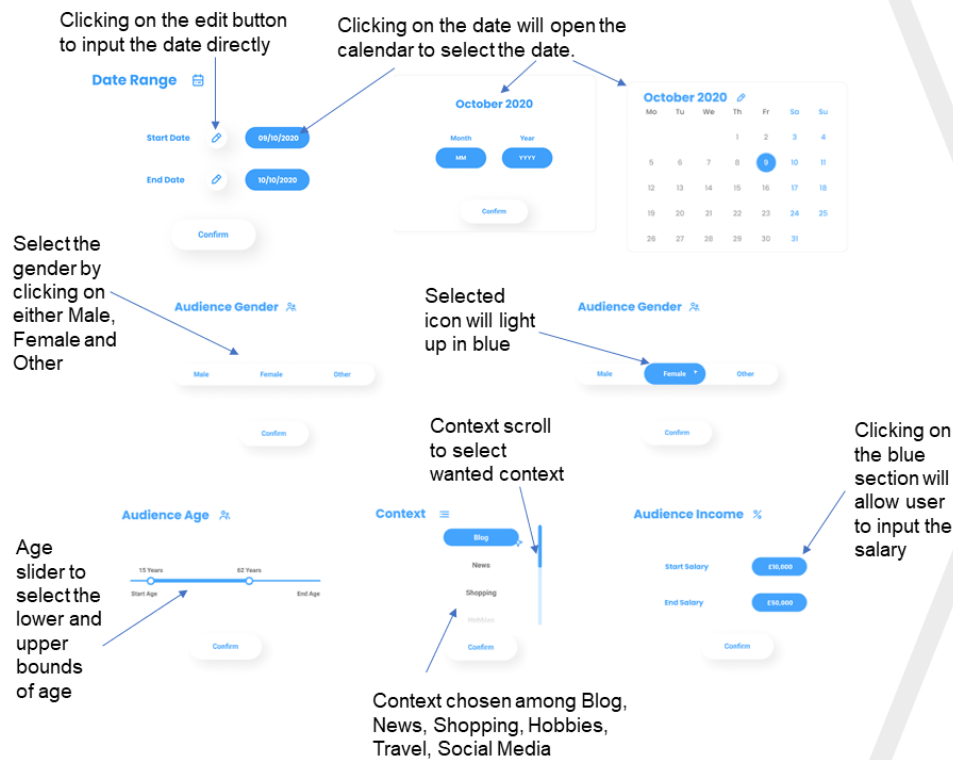 Clicking on the edit button
to input the date directly
Clicking on the date will open the
calendar to select the date.
Date Range
Start Date
09/10/2020
End Date
10/10/2020
Confirm
October 2020
Month
Year
MM
YYYY
Confirm
October 2020
Mo Tu We Th Fr Sa Su
1 2 3 4
5 6 7 8 9 10 11
12 13 14 15 16 17 18
19 20 21 22 23 24 25
26 27 28 29 30 31
Select the
gender by
clicking on
either Male,
Female and
Other
Audience Gender
Male
Female
Other
Confirm
Selected
icon will light
up in blue
Audience Gender
Male
Female
Other
Confirm
Age
slider to
select the
lower and
upper
bounds
of age
Audience Age
15 Years
62 Years
Start Age
End Age
Confirm
Context scroll
to select
wanted context
Context
Blog
News
Shopping
Hobbies
Confirm
Context chosen among Blog,
News, Shopping, Hobbies,
Travel, Social Media
Clicking on
the blue
section will
allow user
to input the
salary
Audience Income
Start Salary
£10,000
End Salary
£50,000
Confirm